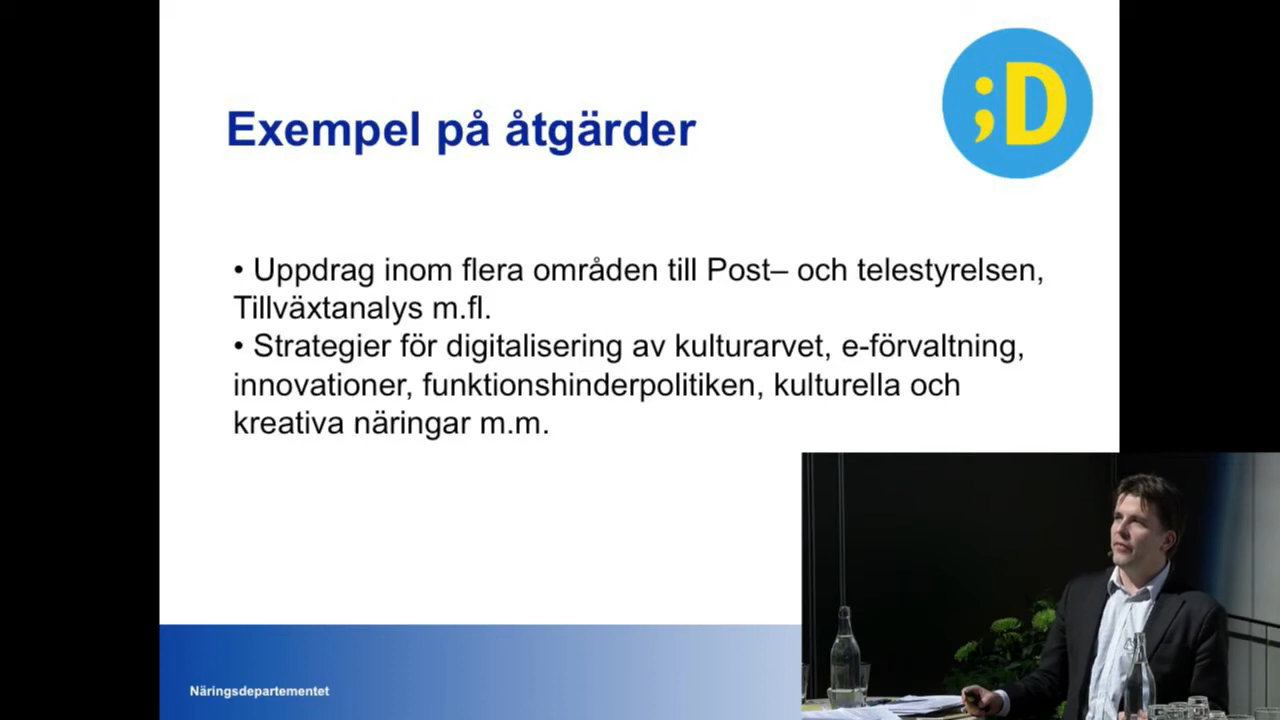 ;D
Exempel på åtgärder
• Uppdrag inom flera områden till Post– och telestyrelsen,
Tillväxtanalys m.fl.
• Strategier för digitalisering av kulturarvet, e-förvaltning,
innovationer, funktionshinderpolitiken, kulturella och
kreativa näringar m.m.
Näringsdepartementet